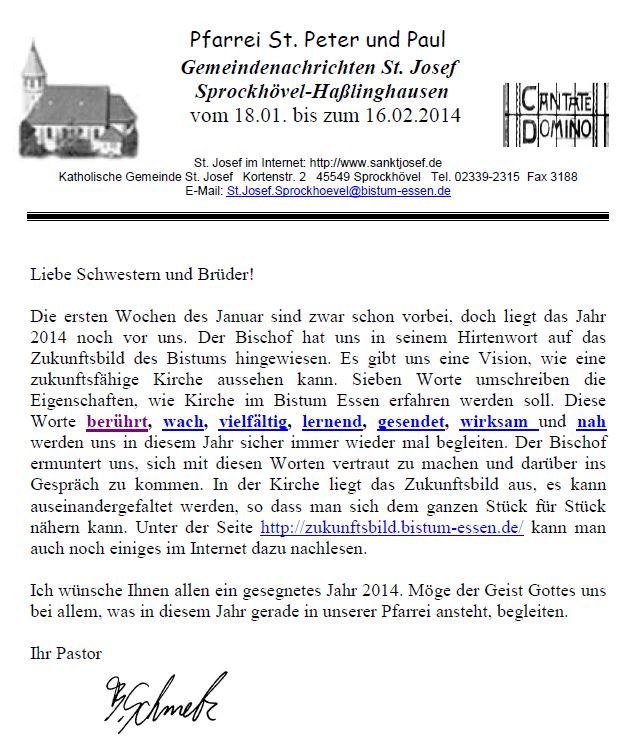 Pfarrei St. Peter und Paul
Gemeindenachrichten St. Josef
Sprockhövel-Haßlinghausen
vom 18.01. bis zum 16.02.2014
CANTATE
DOMINO
St. Josef im Internet: http://www.sanktjosef.de
Katholische Gemeinde St. Josef Kortenstr. 2 45549 Sprockhövel Tel. 02339-2315 Fax 3188
E-Mail: St.Josef.Sprockhoevel@bistum-essen.de
Liebe Schwestern und Brüder!
Die ersten Wochen des Januar sind zwar schon vorbei, doch liegt das Jahr
2014 noch vor uns. Der Bischof hat uns in seinem Hirtenwort auf das
Zukunftsbild des Bistums hingewiesen. Es gibt uns eine Vision, wie eine
zukunftsfähige Kirche aussehen kann. Sieben Worte umschreiben die
Eigenschaften, wie Kirche im Bistum Essen erfahren werden soll. Diese
Worte berührt, wach, vielfältig, lernend, gesendet, wirksam und nah
werden uns in diesem Jahr sicher immer wieder mal begleiten. Der Bischof
ermuntert uns, sich mit diesen Worten vertraut zu machen und darüber ins
Gespräch zu kommen. In der Kirche liegt das Zukunftsbild aus, es kann
auseinandergefaltet werden, so dass man sich dem ganzen Stück für Stück
nähern kann. Unter der Seite http://zukunftsbild.bistum-essen.de/ kann man
auch noch einiges im Internet dazu nachlesen.
Ich wünsche Ihnen allen ein gesegnetes Jahr 2014. Möge der Geist Gottes uns
bei allem, was in diesem Jahr gerade in unserer Pfarrei ansteht, begleiten.
Ihr Pastor